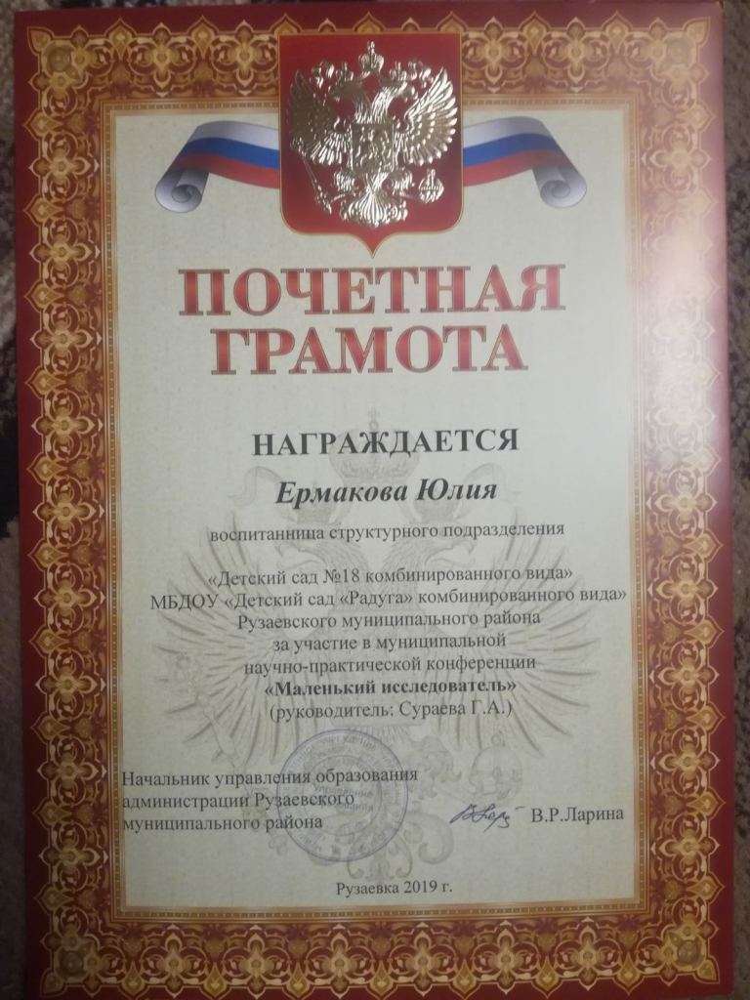 ПОЧЕТНАЯ
ГРАМОТА
НАГРАЖДАЕТСЯ
Ермакова Юлия
воспитанница структурного подразделения
«Детский сад №18 комбинированного вида»
МБДОУ «Детский сад «Радуга» комбинированного вида»
Рузаевского муниципального района
за участие в муниципальной
научно-практической конференции
«Маленький исследователь»
(руководитель: Сураева Г.А.)
Начальник управления образования
администрации Рузаевского
муниципального района
В.Р.Ларина
Рузаевка 2019 г.